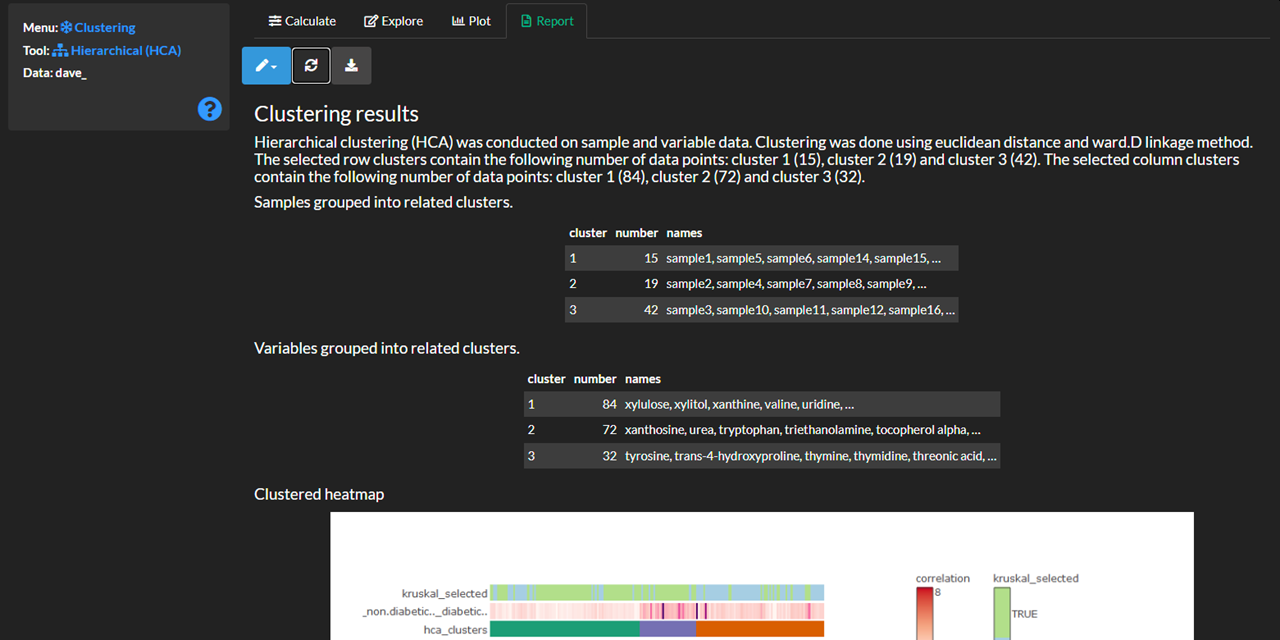 Menu: Clustering
Tool: Hierarchical (HCA)
Data: dave_
?
Calculate Explore Plot Report
Clustering results
Hierarchical clustering (HCA) was conducted on sample and variable data. Clustering was done using euclidean distance and ward.D linkage method.
The selected row clusters contain the following number of data points: cluster 1 (15), cluster 2 (19) and cluster 3 (42). The selected column clusters
contain the following number of data points: cluster 1 (84), cluster 2 (72) and cluster 3 (32).
Samples grouped into related clusters.
cluster number names
1 15 sample1, sample5, sample6, sample14, sample15, ...
2 19 sample2, sample4, sample7, sample8, sample9, ...
3 42 sample3, sample10, sample11, sample12, sample16, ...
Variables grouped into related clusters.
cluster number names
1 84 xylulose, xylitol, xanthine, valine, uridine, ...
2 72 xanthosine, urea, tryptophan, triethanolamine, tocopherol alpha, ...
3 32 tyrosine, trans-4-hydroxyproline, thymine, thymidine, threonic acid, ...
Clustered heatmap
correlation kruskal_selected
kruskal_selected 8
_non.diabetic.._diabetic.. TRUE
hca_clusters